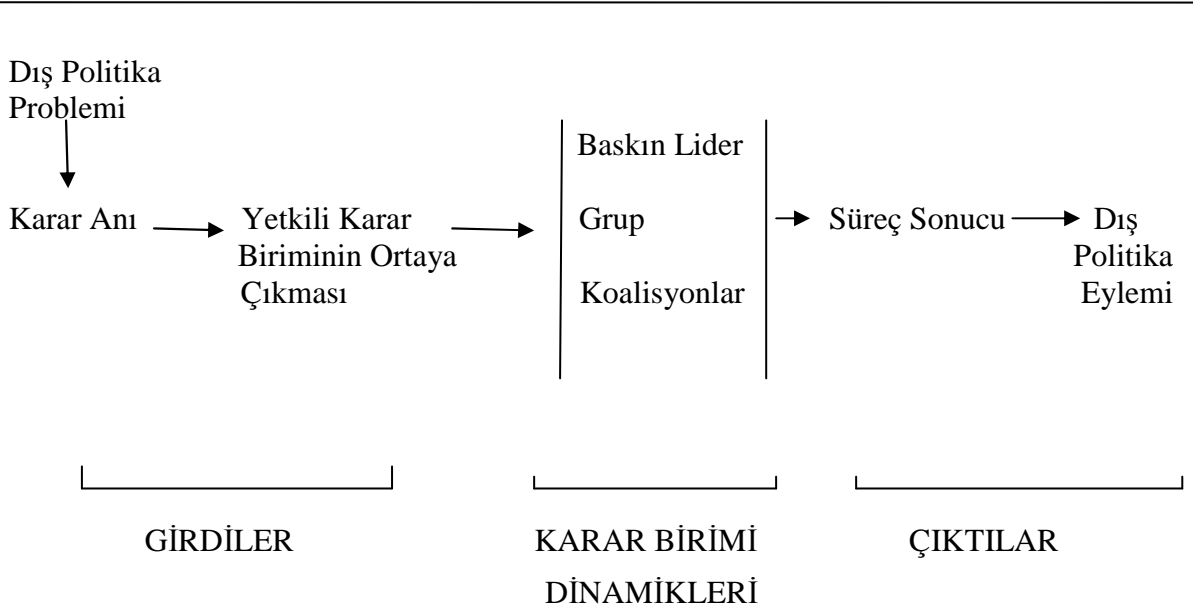 Dış Politika
Problemi
Karar Anı
Yetkili Karar
Biriminin Ortaya
Çıkması
Baskın Lider
Grup
Koalisyonlar
Süreç Sonucu
Dış
Politika
Eylemi
GİRDİLER
KARAR BİRİMİ
DİNAMİKLERİ
ÇIKTILAR